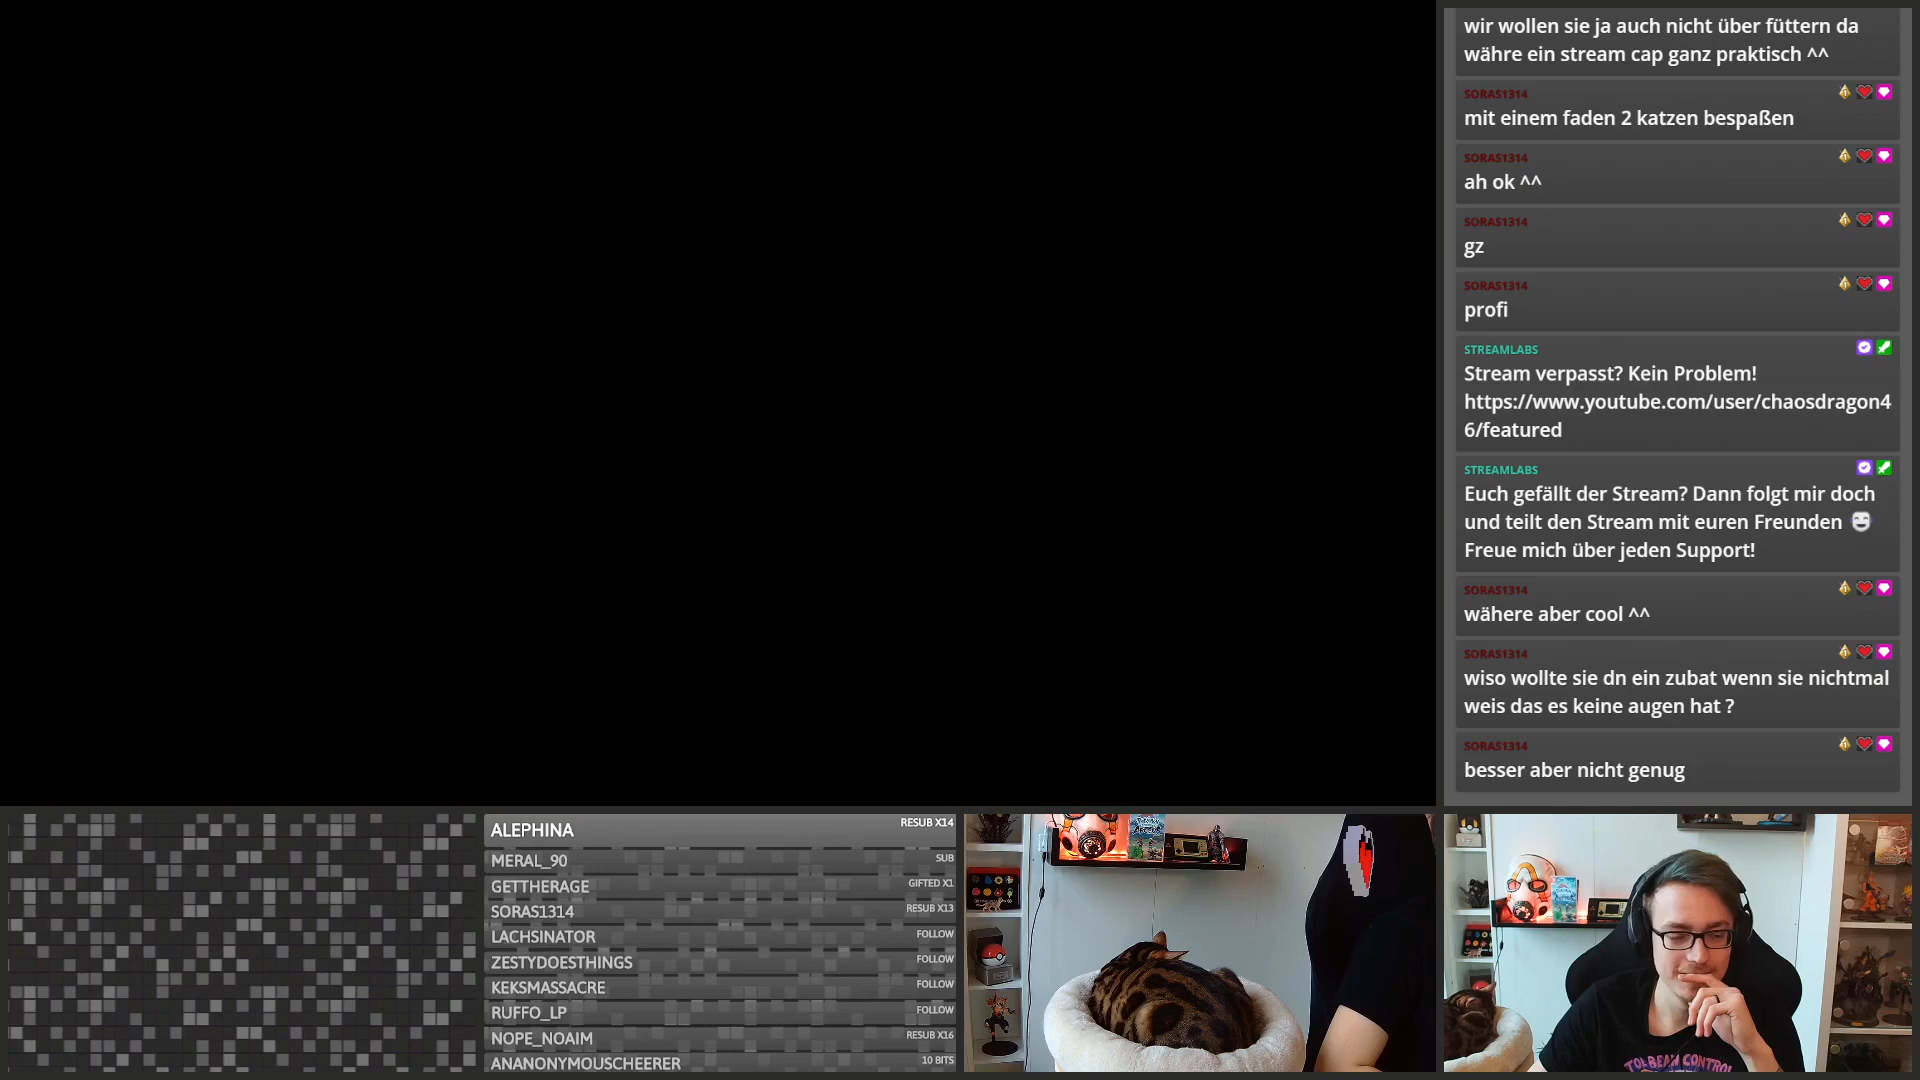 wir wollen sie ja auch nicht über füttern da
währe ein stream cap ganz praktisch ^^
SORAS1314
mit einem faden 2 katzen bespaßen
SORAS1314
ah ok ^^
SORAS1314
gz
SORAS1314
profi
STREAMLABS
Stream verpasst? Kein Problem!
https://www.youtube.com/user/chaosdragon4
6/featured
STREAMLABS
Euch gefällt der Stream? Dann folgt mir doch
und teilt den Stream mit euren Freunden
Freue mich über jeden Support!
SORAS1314
wähere aber cool ^^
SORAS1314
wiso wollte sie dn ein zubat wenn sie nichtmal
weis das es keine augen hat ?
SORAS1314
besser aber nicht genug
ALEPHINA RESUB X14
MERAL_90 SUB
GETTHERAGE GIFTED X1
SORAS1314 RESUB X13
LACHSINATOR FOLLOW
ZESTYDOESTHINGS FOLLOW
KEKSMASSACRE FOLLOW
RUFFO_LP FOLLOW
NOPE_NOAIM RESUB X16
ANANONYMOUSCHEERER 10 BITS